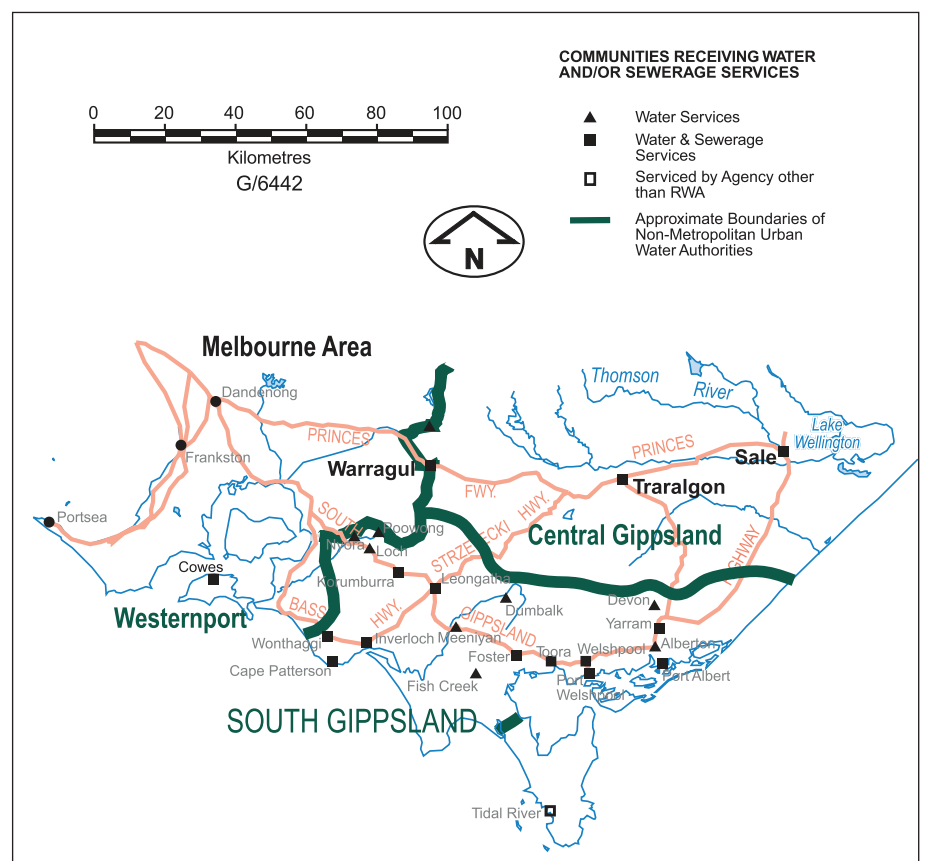 COMMUNITIES RECEIVING WATER
AND/OR SEWERAGE SERVICES
0 20 40 60 80 100
Kilometres
G/6442
Water Services
Water & Sewerage
Services
Serviced by Agency other
than RWA
Approximate Boundaries of
Non-Metropolitan Urban
Water Authorities
N
Melbourne Area
Thomson
River
Dandenong
Lake
Wellington
PRINCES
PRINCES
Frankston
Warragul
Sale
FWY.
Traralgon
Portsea
SOUTH
Poowong
HWY.
STRZELECKI
Central Gippsland
Nyora
Loch
HIGHWAY
Cowes
Korumburra
Leongatha
Westernport
BASS
HWY.
Dumbalk
Devon
GIPPSLAND
Yarram
Wonthaggi
Inverloch
Meeniyan
Alberton
Foster
Toora
Welshpool
Cape Patterson
Port
Welshpool
Port Albert
Fish Creek
SOUTH GIPPSLAND
Tidal River